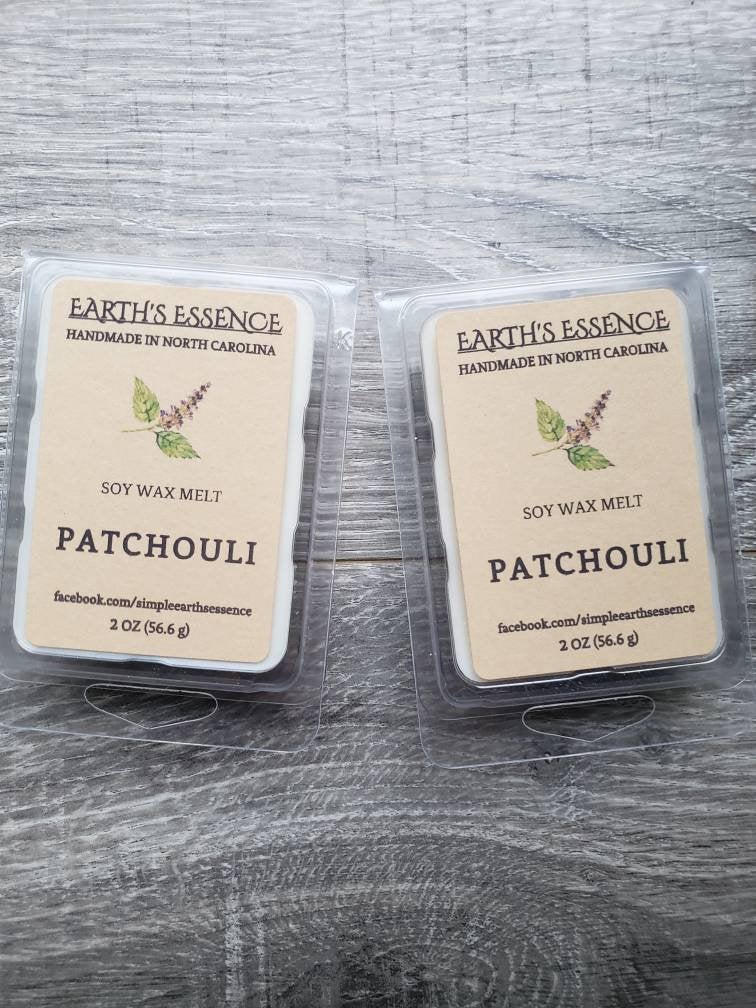 EARTH'S ESSENCE
HANDMADE IN NORTH CAROLINA
SOY WAX MELT
PATCHOULI
facebook.com/simpleearthsessence
2 OZ (56.6 g)
EARTH'S ESSENCE
HANDMADE IN NORTH CAROLINA
SOY WAX MELT
PATCHOULI
facebook.com/simpleearthsessence
2 OZ (56.6 g)